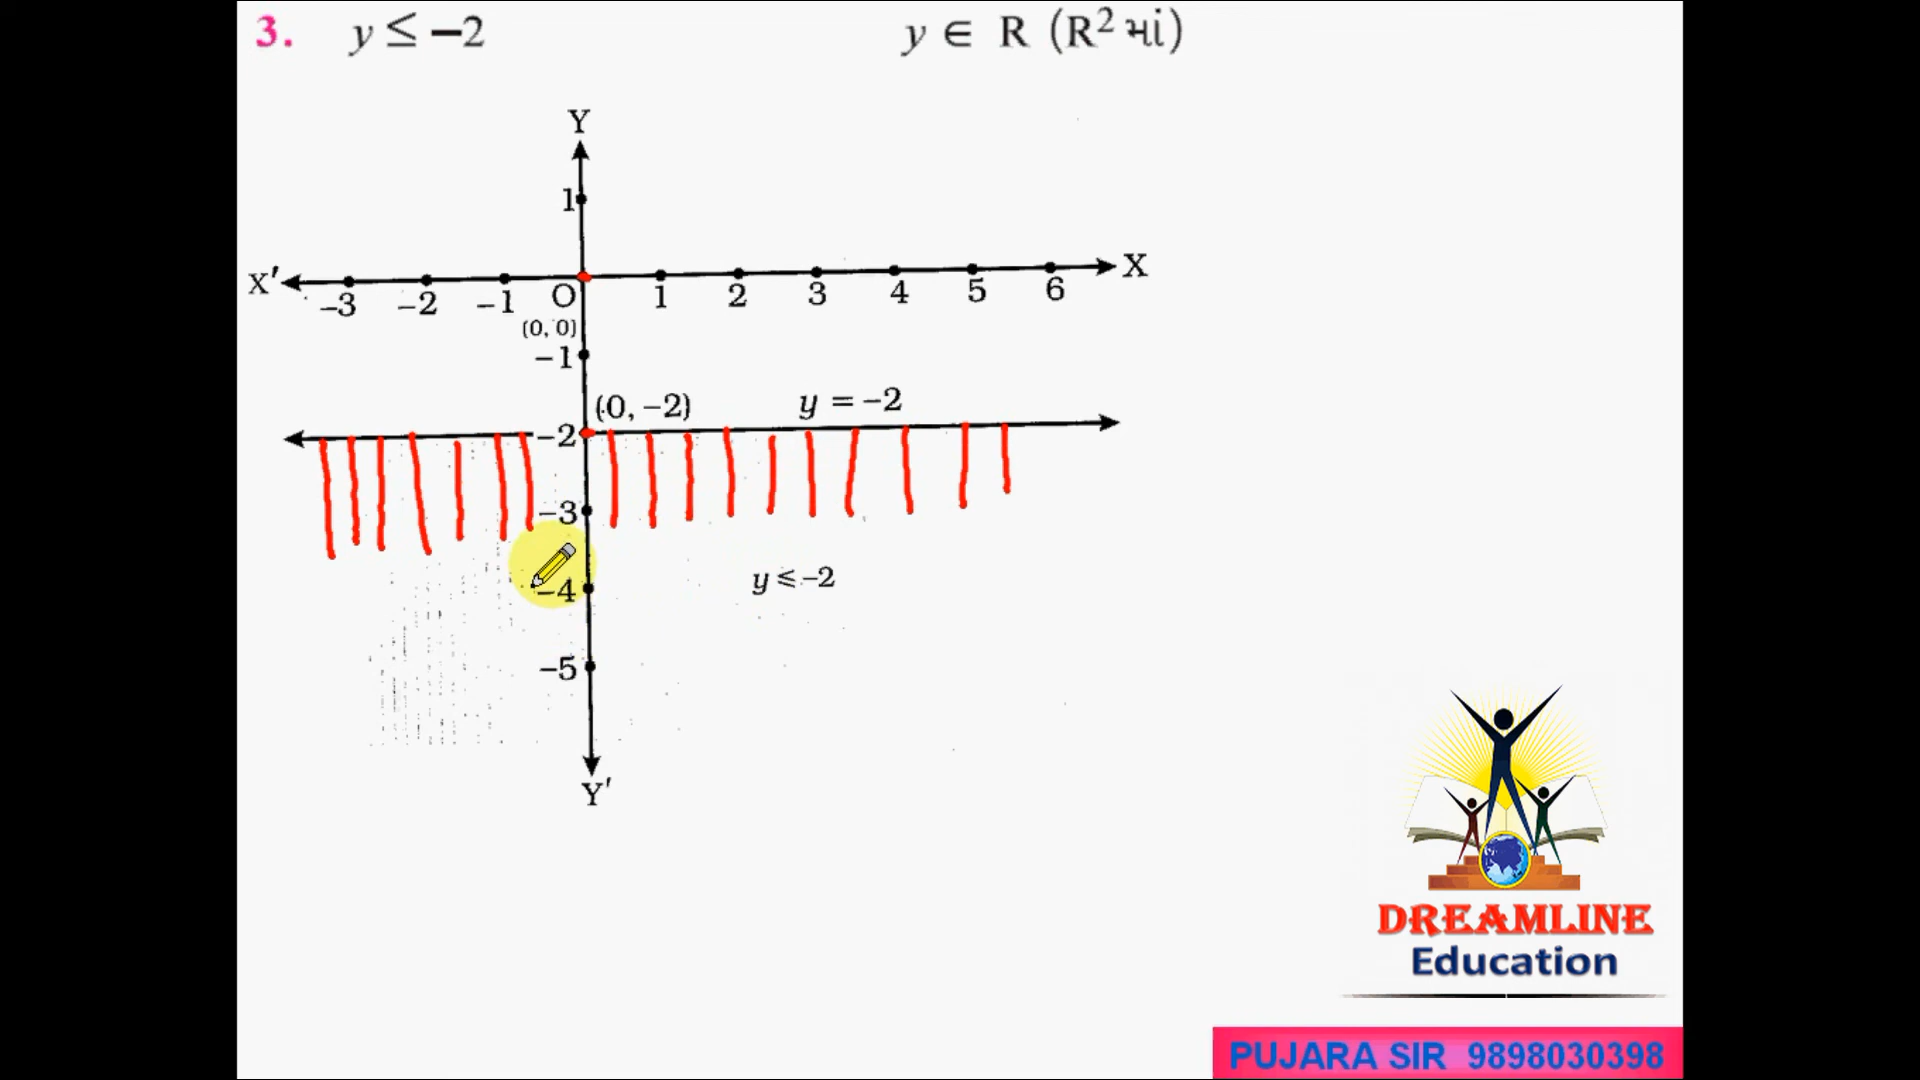 3. y ≤ −2 y ∈ R (R² માં)
Y
1
X′ X
−3 −2 −1 O 1 2 3 4 5 6
(0, 0)
−1
(0, −2) y = −2
−2
−3
y ≤ −2
−4
−5
Y′
DREAMLINE
Education
PUJARA SIR 9898030398